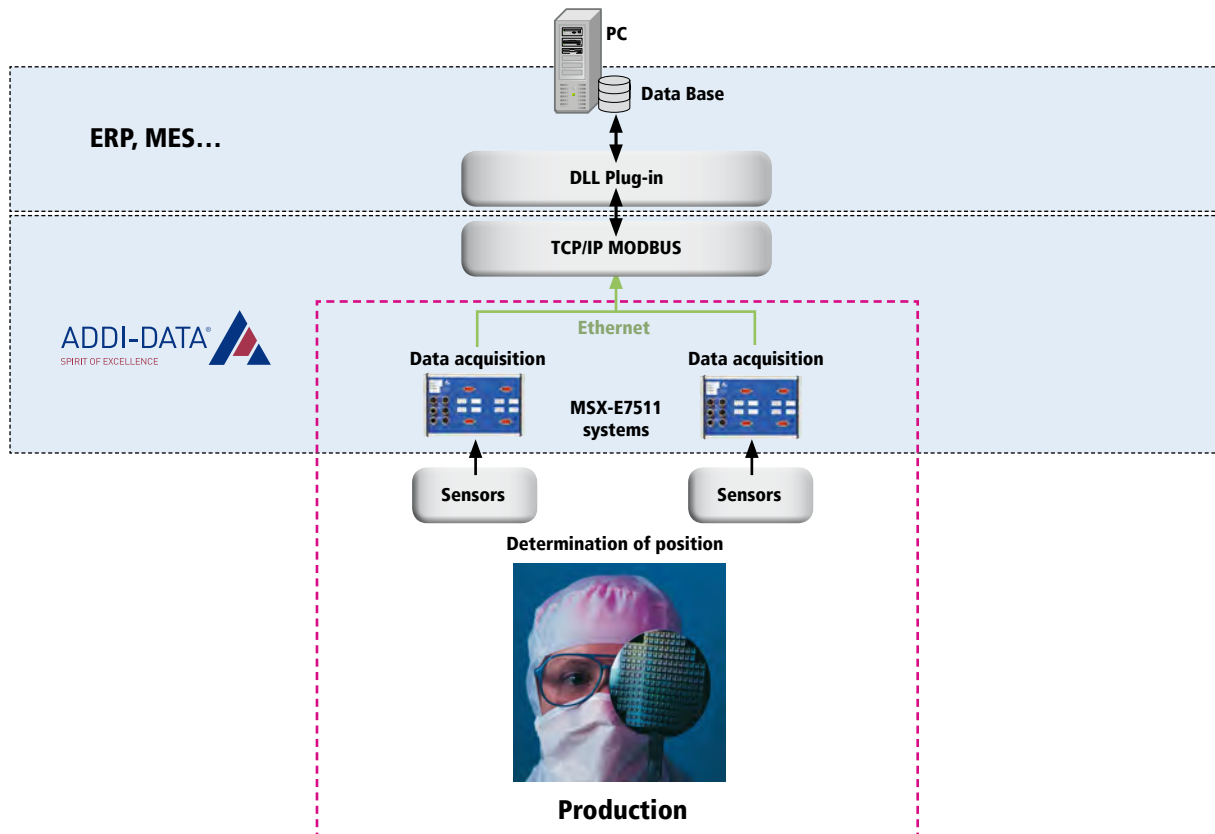 PC
Data Base
ERP, MES…
DLL Plug-in
TCP/IP MODBUS
ADDI-DATA®
SPIRIT OF EXCELLENCE
Ethernet
Data acquisition
Data acquisition
MSX-E7511
systems
Sensors
Sensors
Determination of position
Production